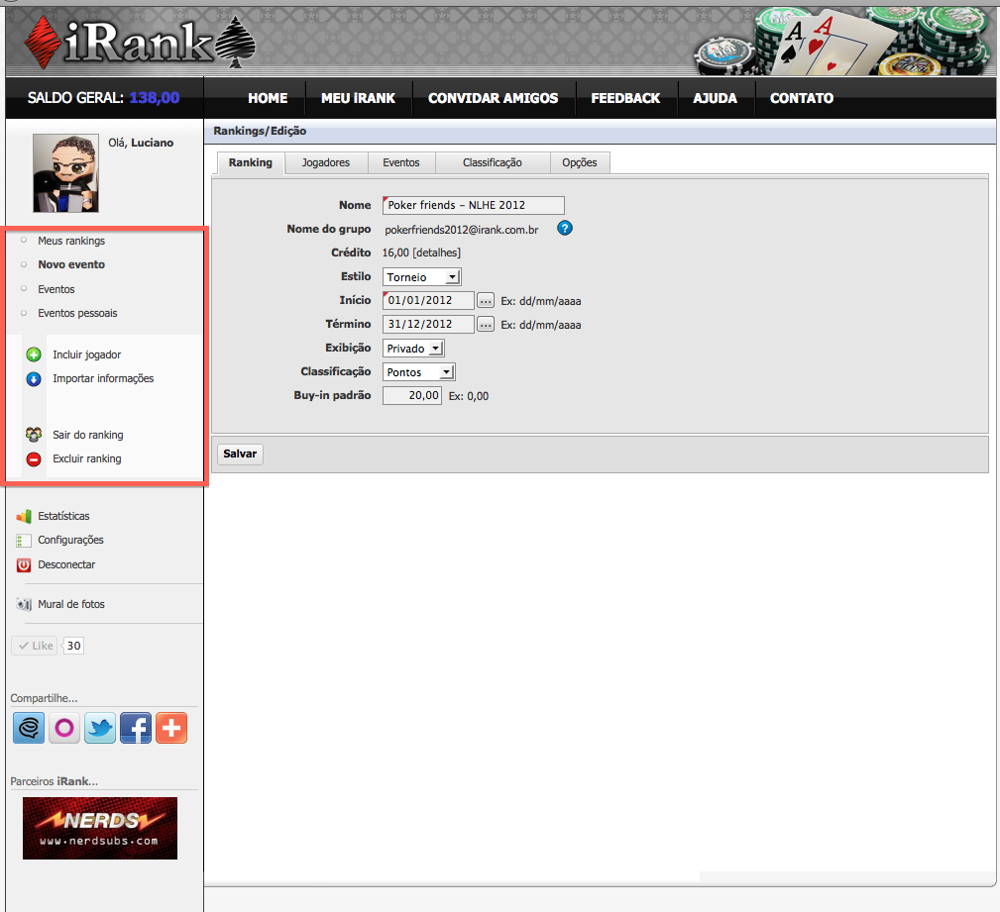 iRank
SALDO GERAL: 138,00
HOME
MEU iRANK
CONVIDAR AMIGOS
FEEDBACK
AJUDA
CONTATO
Olá, Luciano
Meus rankings
Novo evento
Eventos
Eventos pessoais
Incluir jogador
Importar informações
Sair do ranking
Excluir ranking
Estatísticas
Configurações
Desconectar
Mural de fotos
Like 30
Compartilhe...
Parceiros iRank...
NERDS
www.nerdsubs.com
Rankings/Edição
Ranking
Jogadores
Eventos
Classificação
Opções
Nome Poker friends - NLHE 2012
Nome do grupo pokerfriends2012@irank.com.br ?
Crédito 16,00 [detalhes]
Estilo Torneio
Início 01/01/2012 ... Ex: dd/mm/aaaa
Término 31/12/2012 ... Ex: dd/mm/aaaa
Exibição Privado
Classificação Pontos
Buy-in padrão 20,00 Ex: 0,00
Salvar
A
A